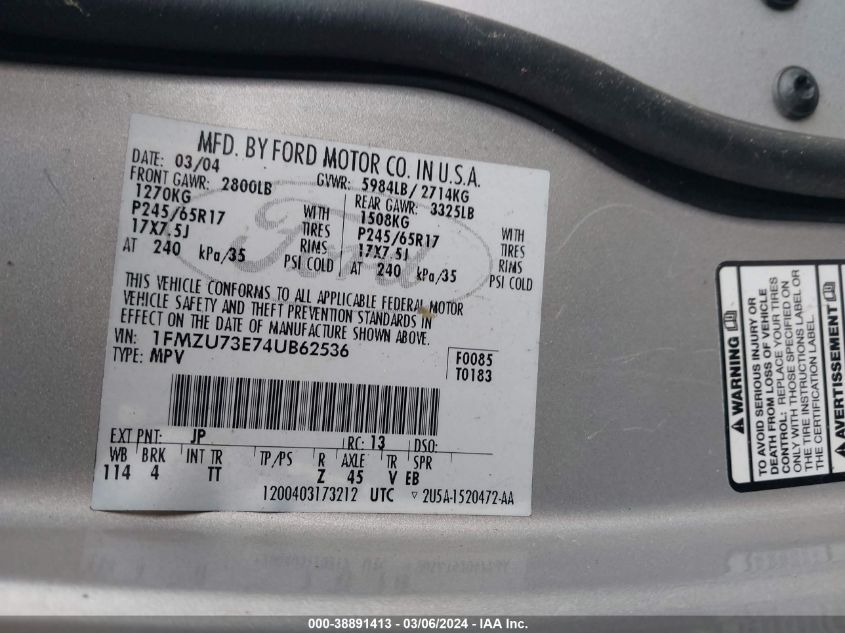 MFD. BY FORD MOTOR CO. IN U.S.A.
DATE: 03/04 GVWR: 5984LB/ 2714KG
FRONT GAWR: 2800LB REAR GAWR: 3325LB
1270KG WITH 1508KG WITH
P245/65R17 TIRES P245/65R17 TIRES
17X7.5J RIMS 17X7.5J RIMS
AT 240 kPa/35 PSI COLD AT 240 kPa/35 PSI COLD
Ford
THIS VEHICLE CONFORMS TO ALL APPLICABLE FEDERAL MOTOR
VEHICLE SAFETY AND THEFT PREVENTION STANDARDS IN
EFFECT ON THE DATE OF MANUFACTURE SHOWN ABOVE.
VIN: 1FMZU73E74UB62536
TYPE: MPV
F0085
T0183
EXT PNT: JP RC: 13 DSO:
WB BRK INT TR TP/PS R AXLE TR SPR
114 4 TT Z 45 V EB
1200403173212 UTC ▽ 2U5A-1520472-AA
WARNING
TO AVOID SERIOUS INJURY OR
DEATH FROM LOSS OF VEHICLE
CONTROL: REPLACE YOUR TIRES
ONLY WITH THOSE SPECIFIED ON
THE TIRE INSTRUCTIONS LABEL OR
THE CERTIFICATION LABEL.
AVERTISSEMENT
000-38891413 - 03/06/2024 - IAA Inc.